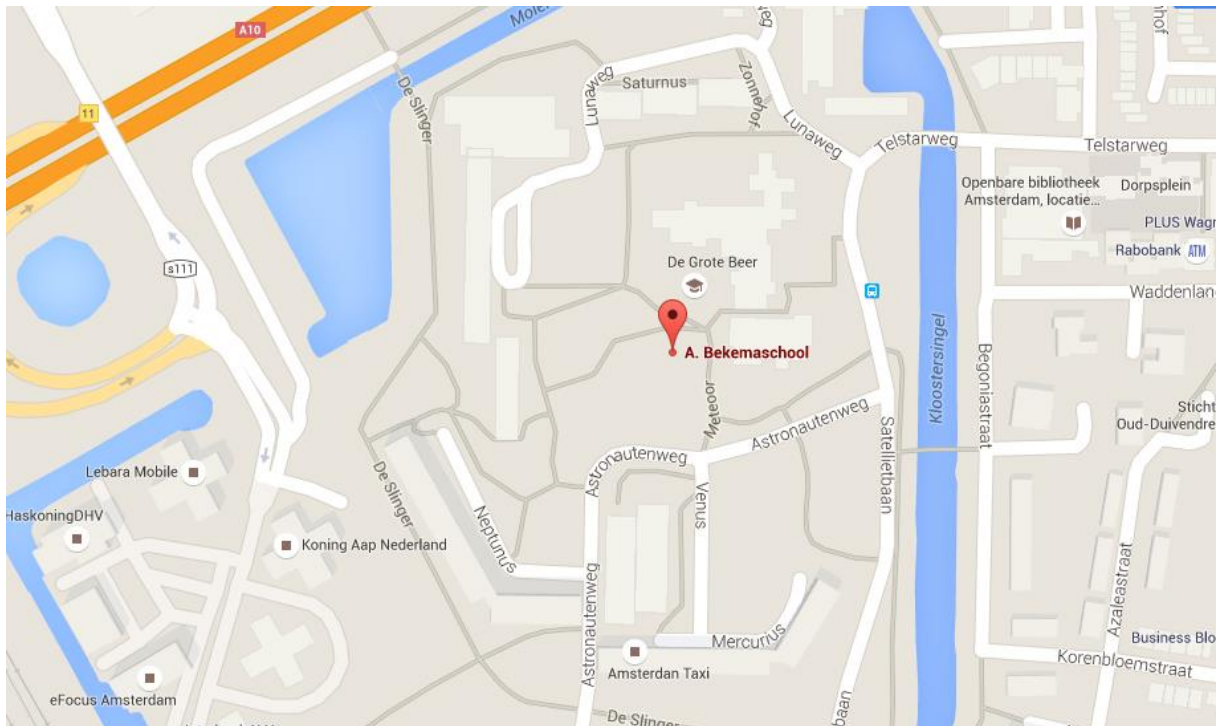 A10
Molen
De Slinger
11
Lunaweg
Saturnus
Zonnehof
Lunaweg
Telstarweg
Telstarweg
Openbare bibliotheek
Amsterdam, locatie...
Dorpsplein
PLUS Wagn
Rabobank ATM
s111
De Grote Beer
A. Bekemaschool
Waddenland
Kloostersingel
Begoniastraat
Meteoor
Astronautenweg
Satellietbaan
Sticht
Oud-Duivendre
Astronautenweg
Lebara Mobile
De Slinger
Venus
HaskoningDHV
Koning Aap Nederland
Neptunus
Azaleastraat
Astronautenweg
Mercurius
Business Blo
Korenbloemstraat
Amsterdan Taxi
eFocus Amsterdam
baan
De Slinger